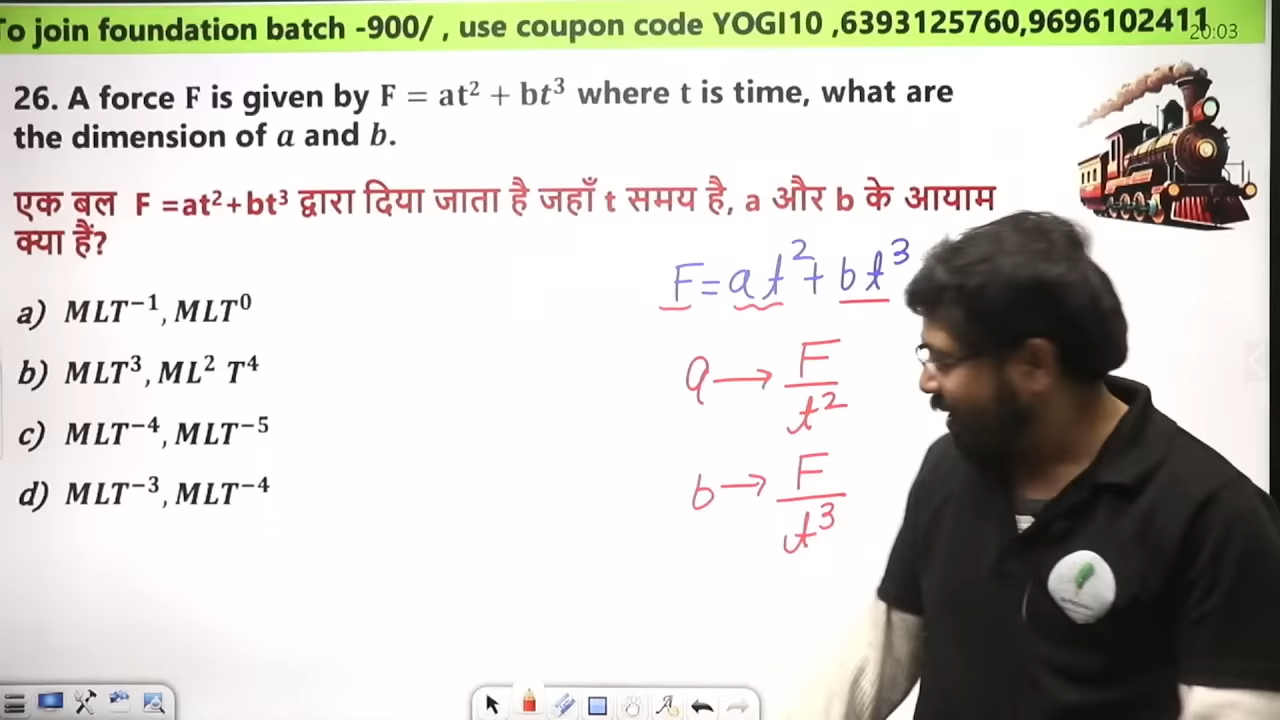 To join foundation batch -900/ , use coupon code YOGI10 ,6393125760,9696102411
20:03
26. A force F is given by F = at² + bt³ where t is time, what are
the dimension of a and b.
एक बल F =at²+bt³ द्वारा दिया जाता है जहाँ t समय है, a और b के आयाम
क्या हैं?
a) MLT⁻¹, MLT⁰
b) MLT³, ML² T⁴
c) MLT⁻⁴, MLT⁻⁵
d) MLT⁻³, MLT⁻⁴
F = at² + bt³
a → F/t²
b → F/t³